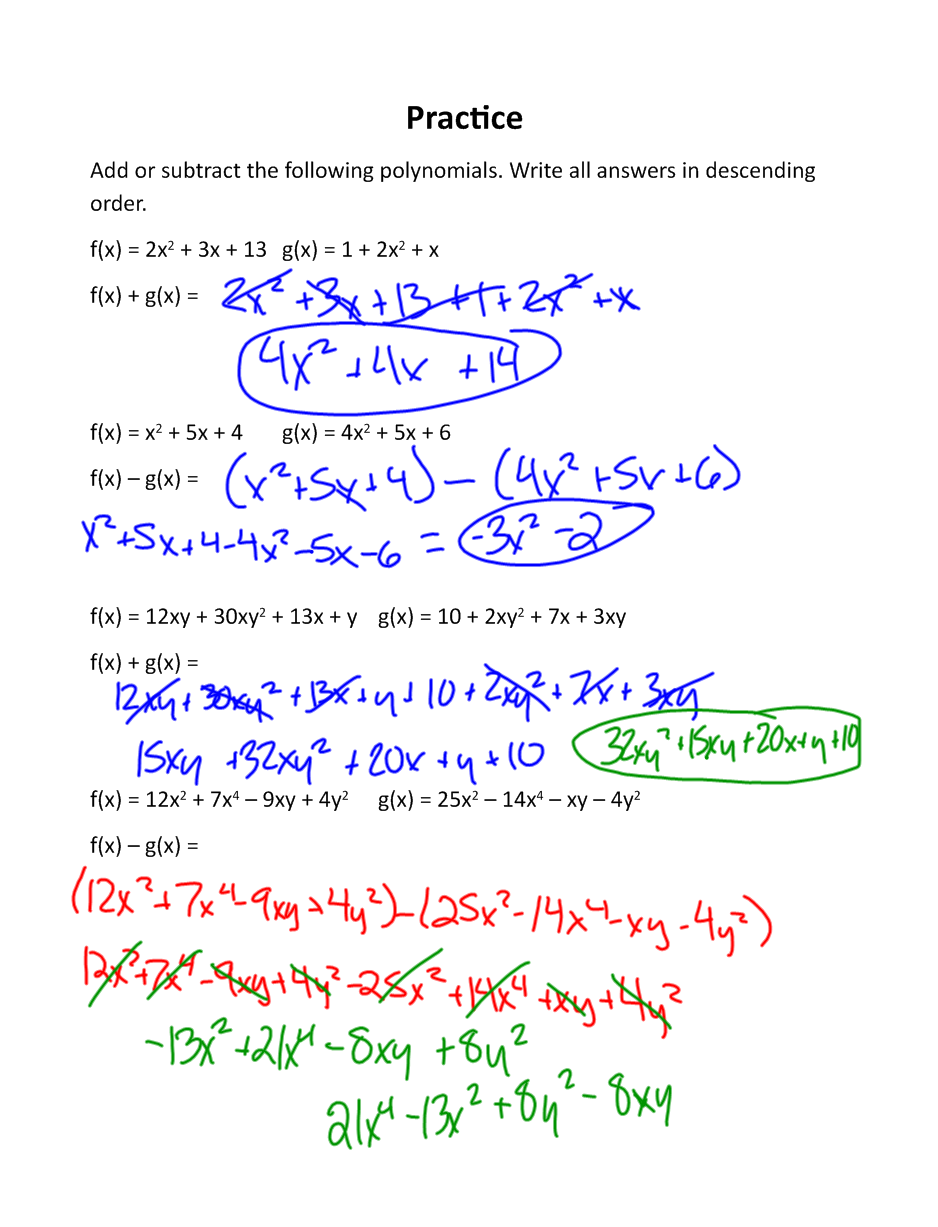 Practice
Add or subtract the following polynomials. Write all answers in descending
order.
f(x) = 2x² + 3x + 13 g(x) = 1 + 2x² + x
f(x) + g(x) = 2x² + 3x + 13 + 1 + 2x² + x
4x² + 4x + 14
f(x) = x² + 5x + 4 g(x) = 4x² + 5x + 6
f(x) – g(x) = (x² + 5x + 4) – (4x² + 5x + 6)
x² + 5x + 4 - 4x² - 5x - 6 = -3x² - 2
f(x) = 12xy + 30xy² + 13x + y g(x) = 10 + 2xy² + 7x + 3xy
f(x) + g(x) =
12xy + 30xy² + 13x + y + 10 + 2xy² + 7x + 3xy
15xy + 32xy² + 20x + y + 10 32xy² + 15xy + 20x + y + 10
f(x) = 12x² + 7x⁴ – 9xy + 4y² g(x) = 25x² – 14x⁴ – xy – 4y²
f(x) – g(x) =
(12x² + 7x⁴ - 9xy + 4y²) - (25x² - 14x⁴ - xy - 4y²)
12x² + 7x⁴ - 9xy + 4y² - 25x² + 14x⁴ + xy + 4y²
-13x² + 21x⁴ - 8xy + 8y²
21x⁴ - 13x² + 8y² - 8xy